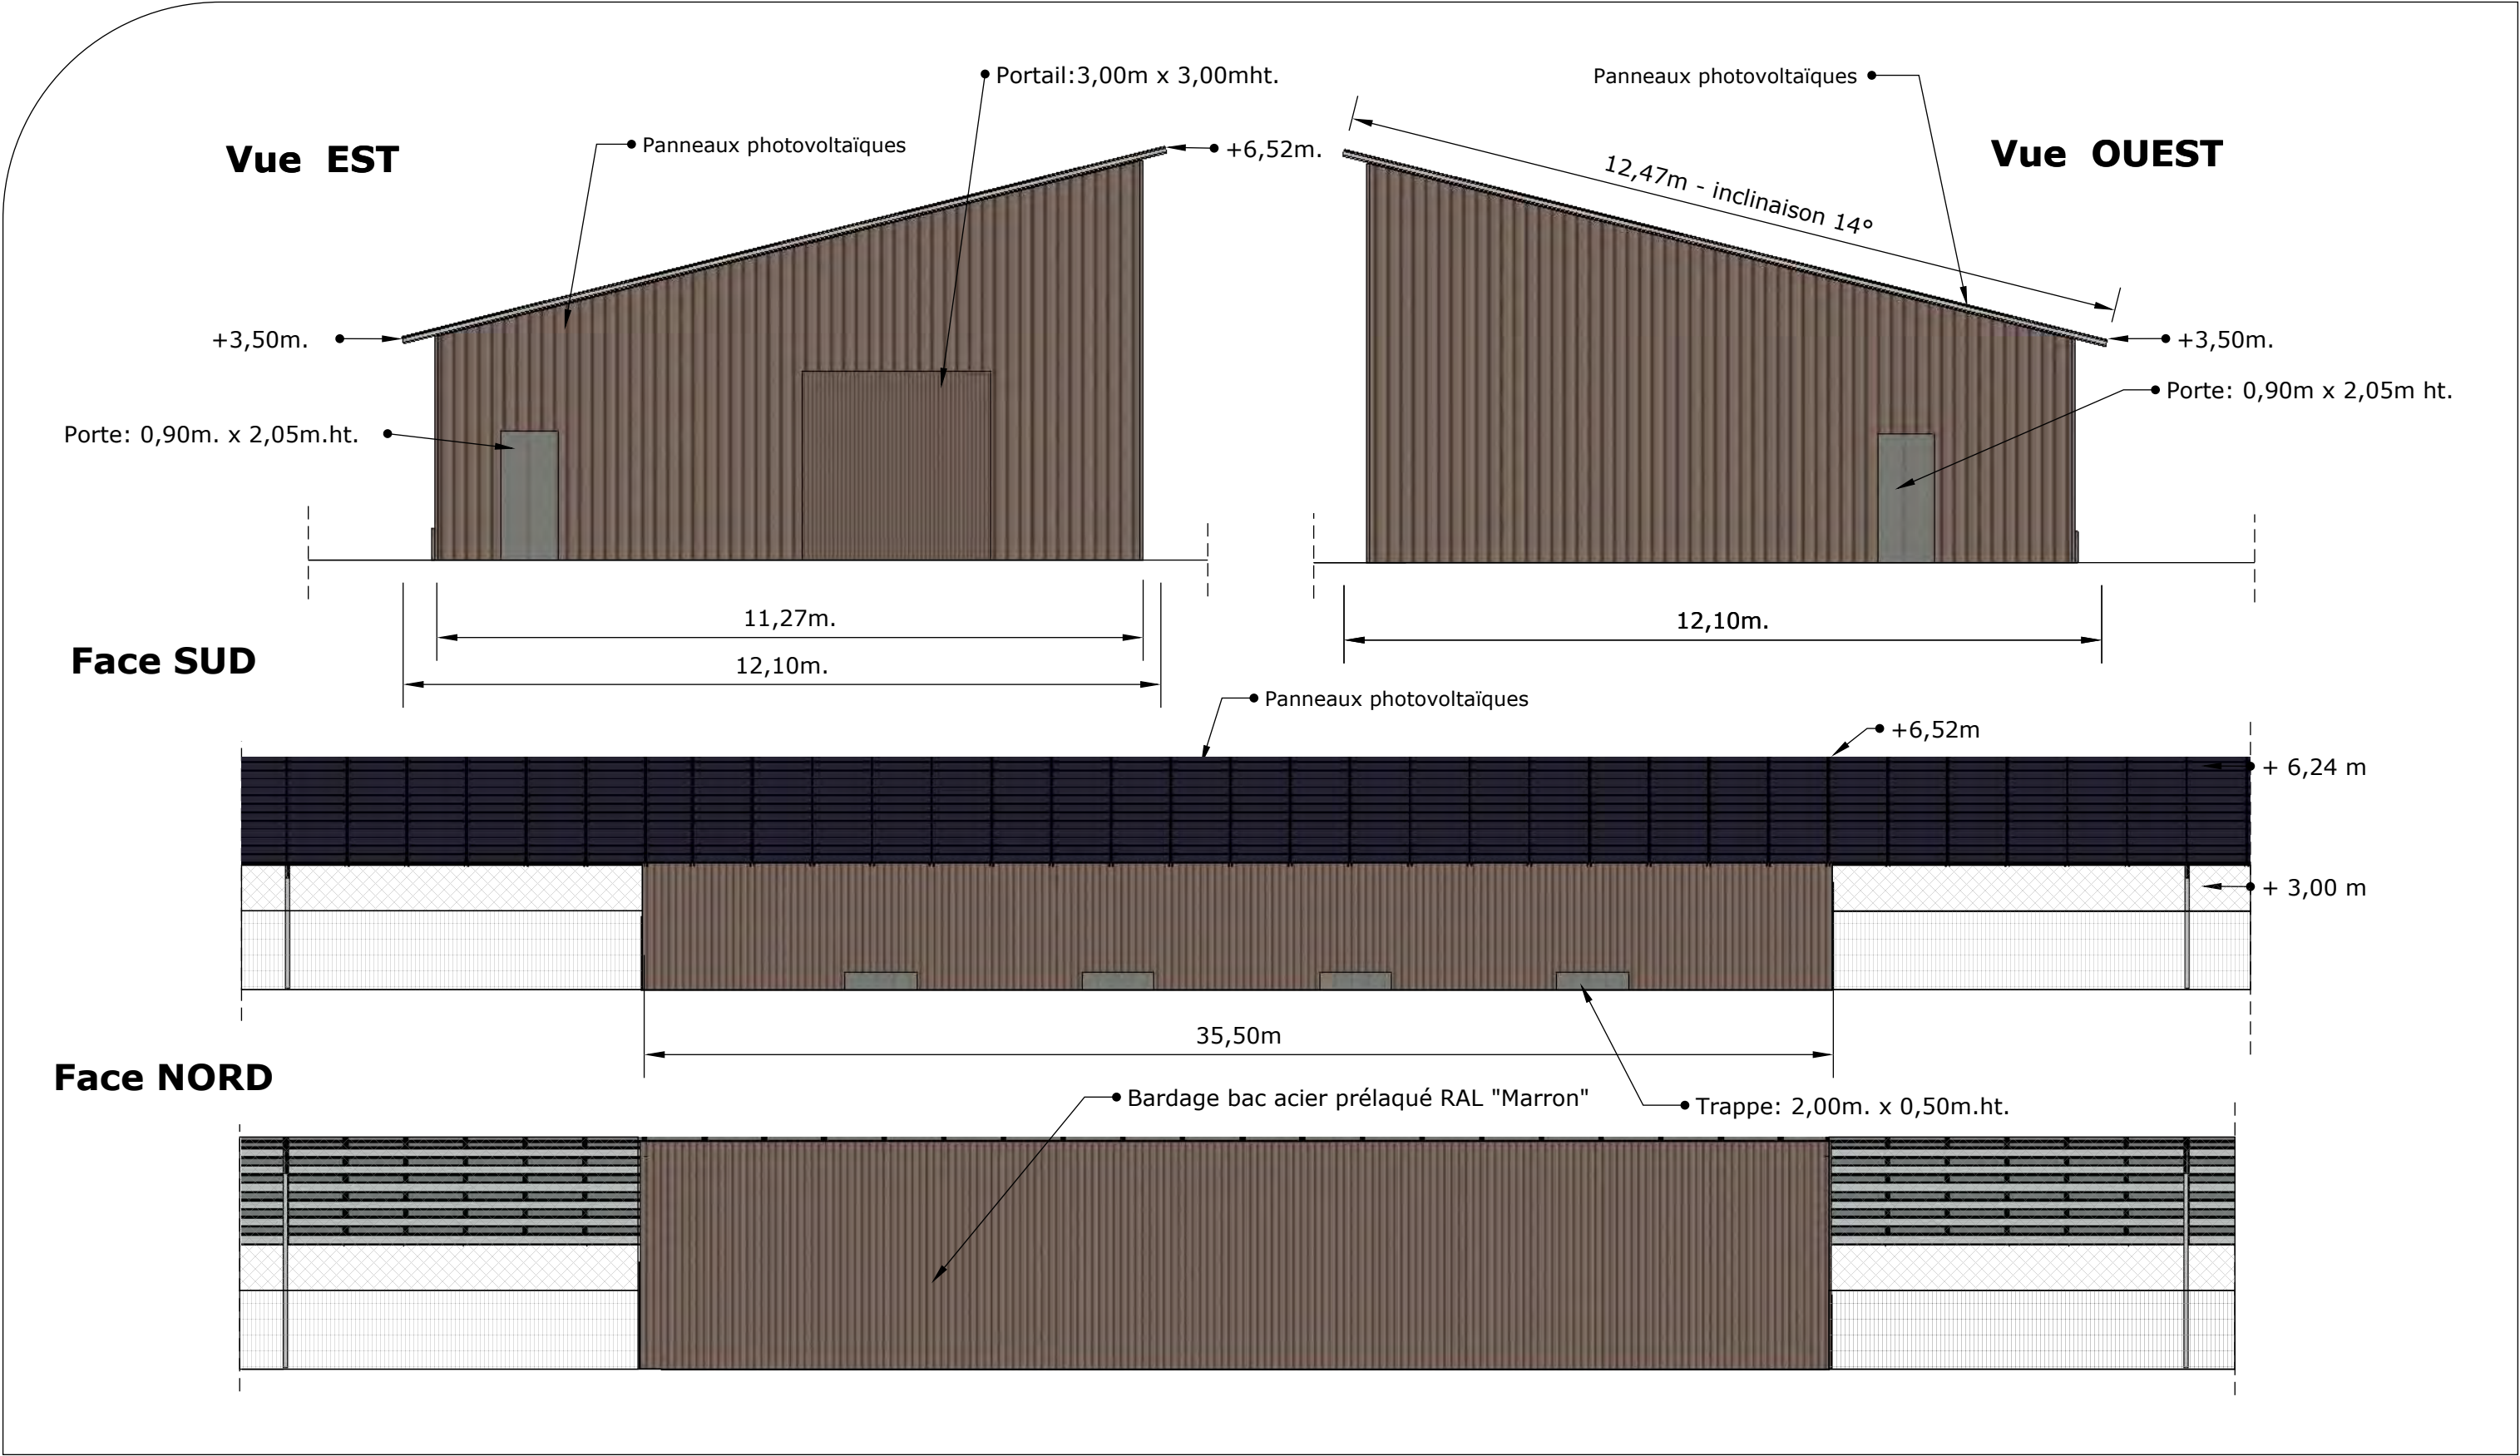 Portail:3,00m x 3,00mht.
Panneaux photovoltaïques
Vue  EST
Panneaux photovoltaïques
+6,52m.
Vue  OUEST
12,47m - inclinaison 14°
+3,50m.
+3,50m.
Porte: 0,90m x 2,05m ht.
Porte: 0,90m. x 2,05m.ht.
11,27m.
12,10m.
12,10m.
Face SUD
Panneaux photovoltaïques
+6,52m
+ 6,24 m
+ 3,00 m
35,50m
Face NORD
Bardage bac acier prélaqué RAL "Marron"
Trappe: 2,00m. x 0,50m.ht.